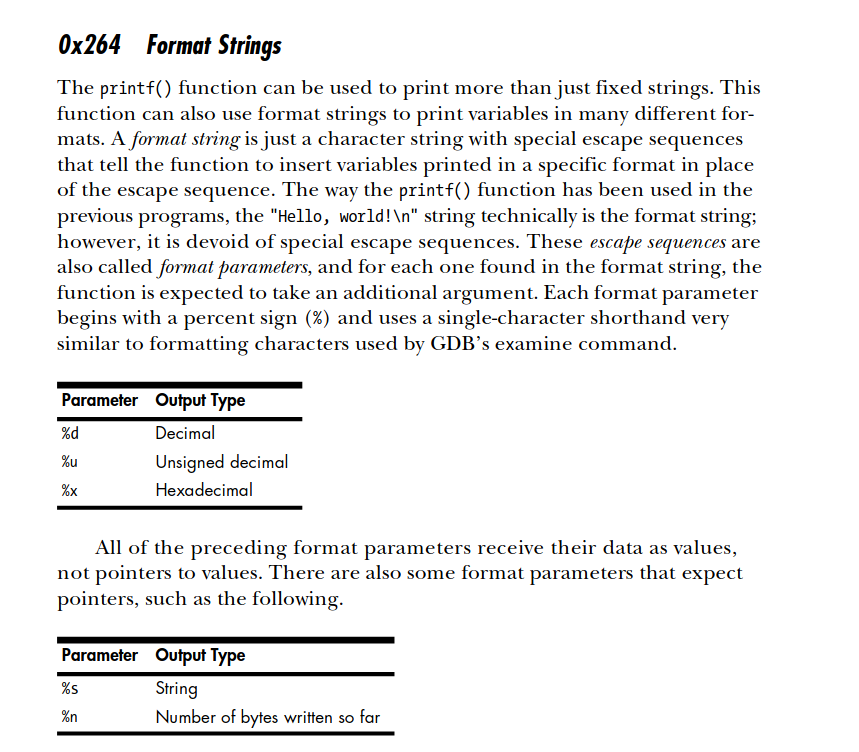 0x264 Format Strings
The printf() function can be used to print more than just fixed strings. This
function can also use format strings to print variables in many different for-
mats. A format string is just a character string with special escape sequences
that tell the function to insert variables printed in a specific format in place
of the escape sequence. The way the printf() function has been used in the
previous programs, the "Hello, world!\n" string technically is the format string;
however, it is devoid of special escape sequences. These escape sequences are
also called format parameters, and for each one found in the format string, the
function is expected to take an additional argument. Each format parameter
begins with a percent sign (%) and uses a single-character shorthand very
similar to formatting characters used by GDB's examine command.
Parameter Output Type
%d Decimal
%u Unsigned decimal
%x Hexadecimal
All of the preceding format parameters receive their data as values,
not pointers to values. There are also some format parameters that expect
pointers, such as the following.
Parameter Output Type
%s String
%n Number of bytes written so far